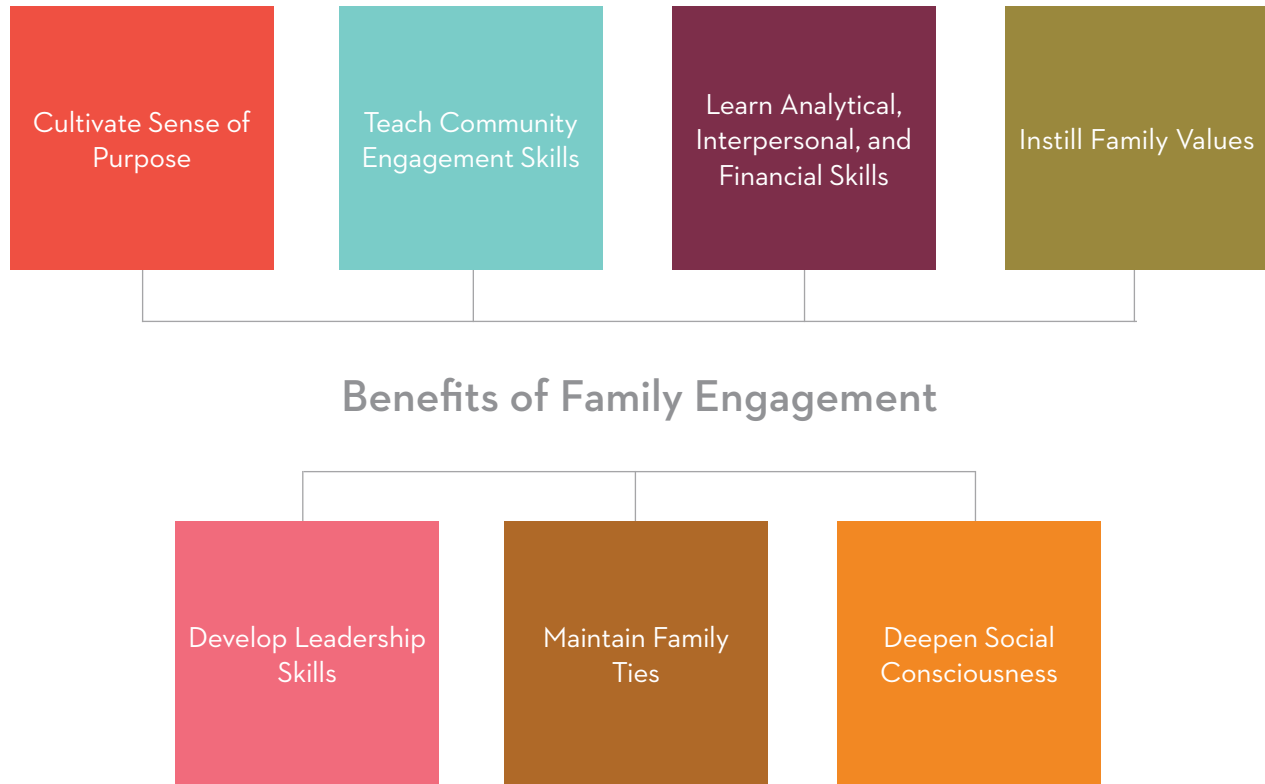 Cultivate Sense of
Purpose
Teach Community
Engagement Skills
Learn Analytical,
Interpersonal, and
Financial Skills
Instill Family Values
Benefits of Family Engagement
Develop Leadership
Skills
Maintain Family
Ties
Deepen Social
Consciousness